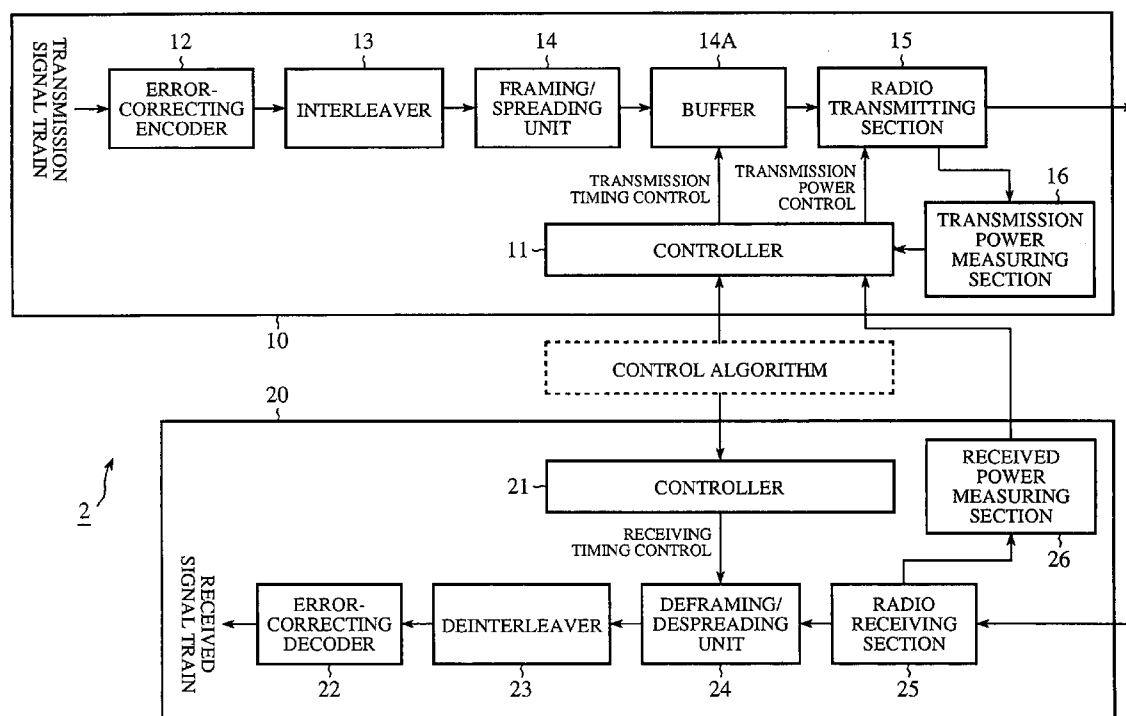 TRANSMISSION
SIGNAL TRAIN
12
13
14
14A
15
ERROR-
CORRECTING
ENCODER
INTERLEAVER
FRAMING/
SPREADING
UNIT
BUFFER
RADIO
TRANSMITTING
SECTION
TRANSMISSION
TIMING CONTROL
TRANSMISSION
POWER
CONTROL
16
TRANSMISSION
POWER
MEASURING
SECTION
11
CONTROLLER
10
CONTROL ALGORITHM
20
2
21
CONTROLLER
RECEIVED
POWER
MEASURING
SECTION
26
RECEIVING
TIMING CONTROL
RECEIVED
SIGNAL TRAIN
ERROR-
CORRECTING
DECODER
DEINTERLEAVER
DEFRAMING/
DESPREADING
UNIT
RADIO
RECEIVING
SECTION
22
23
24
25